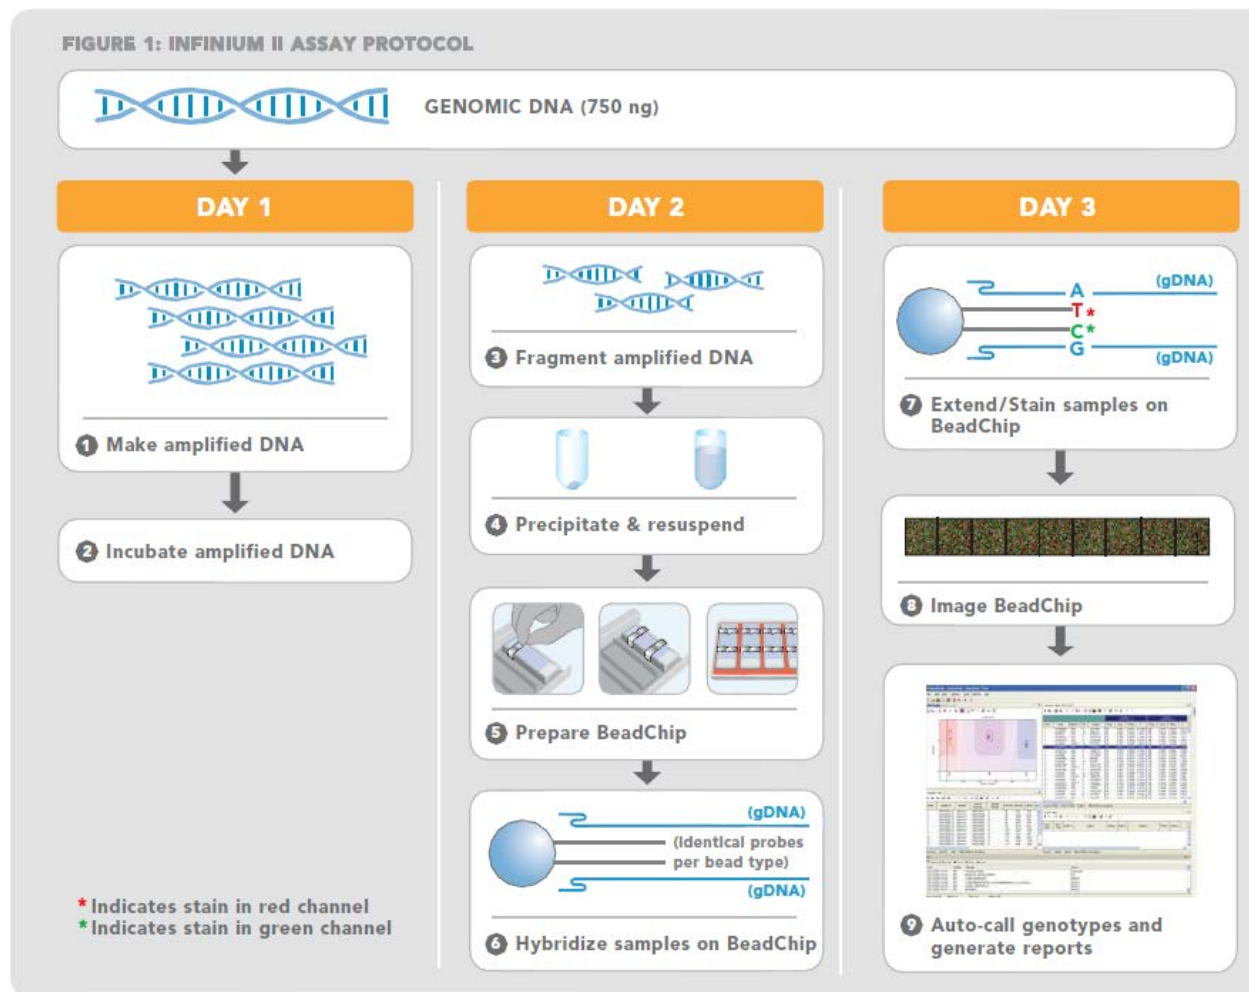 FIGURE 1: INFINIUM II ASSAY PROTOCOL
GENOMIC DNA (750 ng)
DAY 1
1 Make amplified DNA
2 Incubate amplified DNA
* Indicates stain in red channel
* Indicates stain in green channel
DAY 2
3 Fragment amplified DNA
4 Precipitate & resuspend
5 Prepare BeadChip
(gDNA)
(Identical probes
per bead type)
(gDNA)
6 Hybridize samples on BeadChip
DAY 3
A (gDNA)
T*
C*
G (gDNA)
7 Extend/Stain samples on
BeadChip
8 Image BeadChip
9 Auto-call genotypes and
generate reports